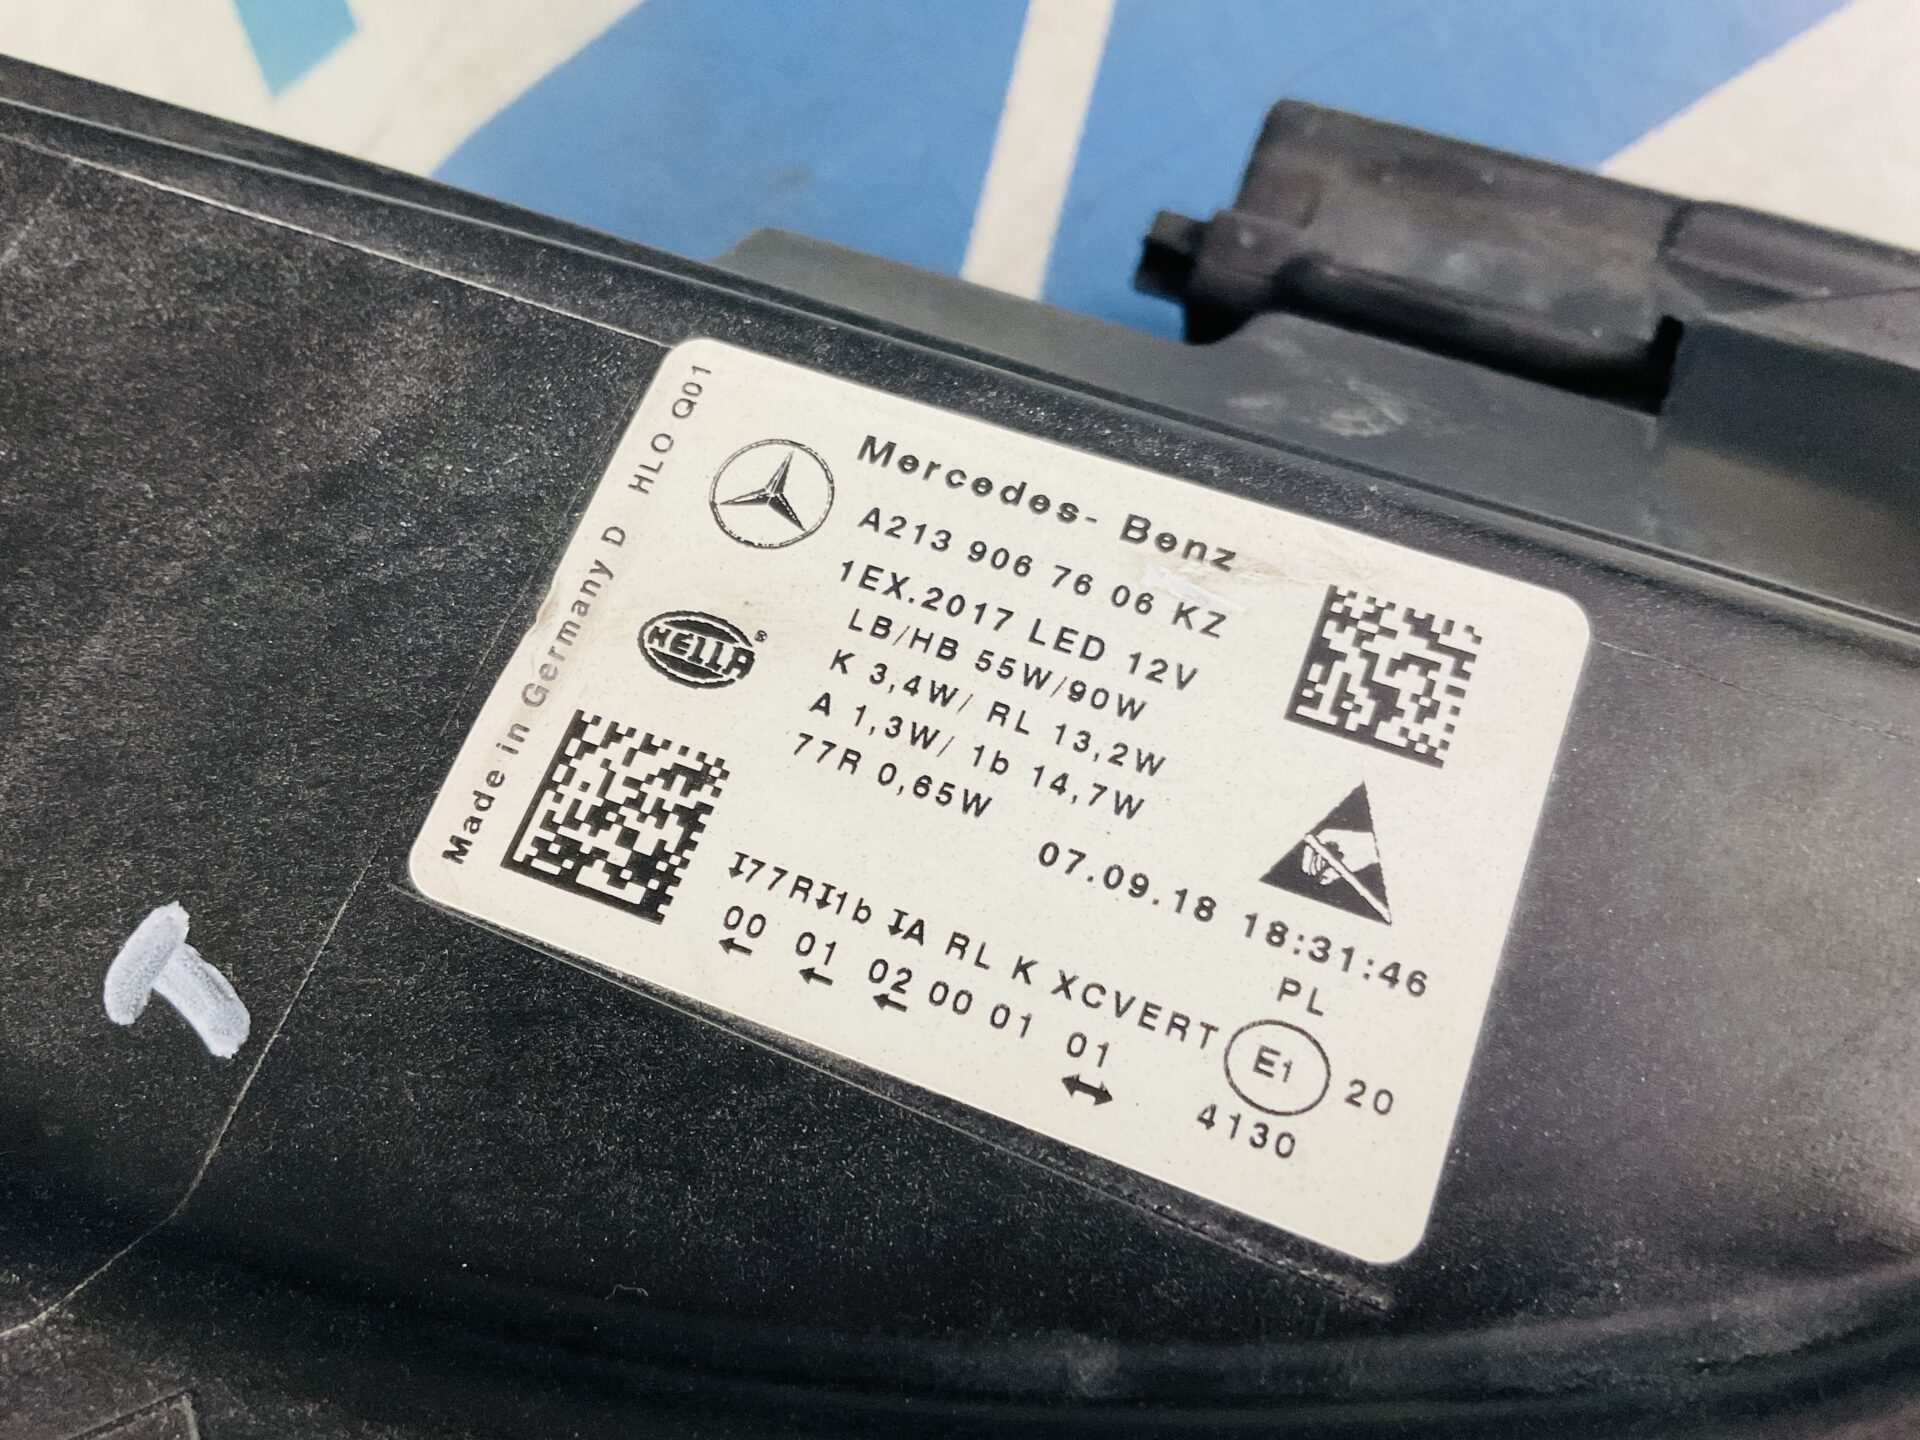 Made in Germany D HLO Q01
Mercedes-Benz
A213 906 76 06 KZ
HELLA®
1EX.2017 LED 12V
LB/HB 55W/90W
K 3,4W/ RL 13,2W
A 1,3W/ 1b 14,7W
77R 0,65W
07.09.18 18:31:46
PL
I77RI1b IA RL K XCVERT E1 20
00 01 02 00 01 01 4130
← ← ← ↔
T